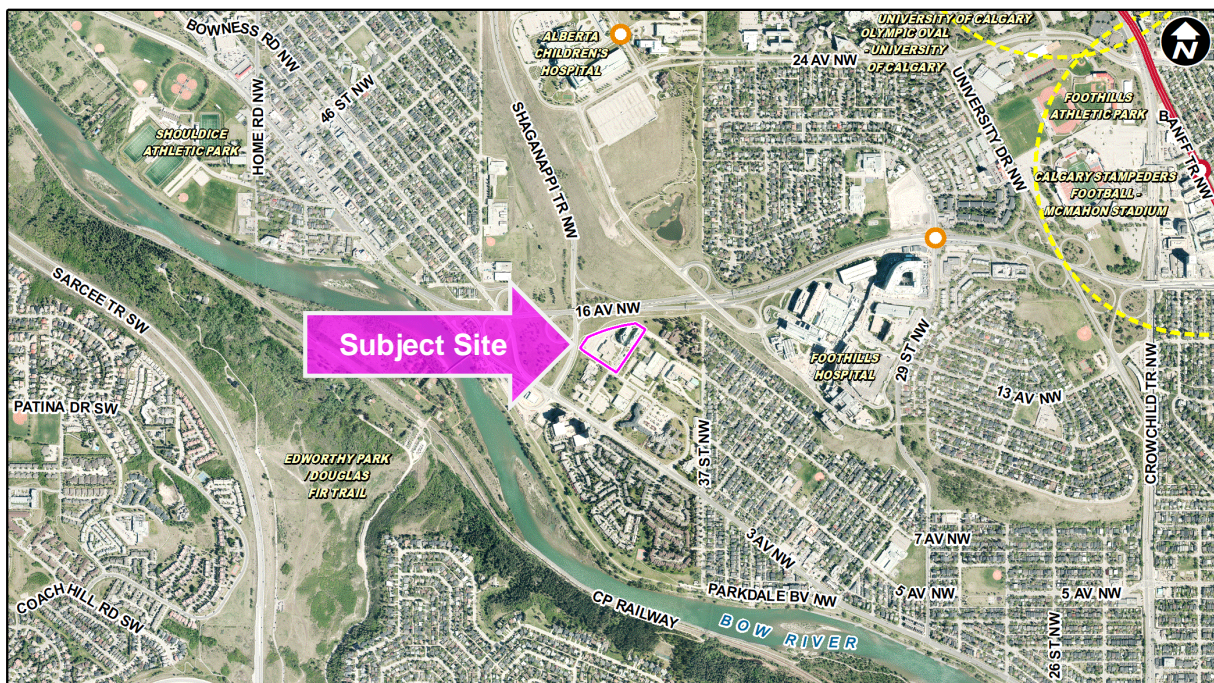 BOWNESS RD NW
46 ST NW
ALBERTA
CHILDREN'S
HOSPITAL
UNIVERSITY OF CALGARY
OLYMPIC OVAL
- UNIVERSITY
OF CALGARY
24 AV NW
N
SHOULDICE
ATHLETIC PARK
HOME RD NW
SHAGANAPPI TR NW
UNIVERSITY DR NW
FOOTHILLS
ATHLETIC PARK
BANFF TR NW
CALGARY STAMPEDERS
FOOTBALL -
MCMAHON STADIUM
SARCEE TR SW
16 AV NW
Subject Site
FOOTHILLS
HOSPITAL
29 ST NW
13 AV NW
CROWCHILD TR NW
PATINA DR SW
EDWORTHY PARK
/DOUGLAS
FIR TRAIL
37 ST NW
3 AV NW
7 AV NW
COACH HILL RD SW
CP RAILWAY
PARKDALE BV NW
5 AV NW
5 AV NW
BOW RIVER
26 ST NW